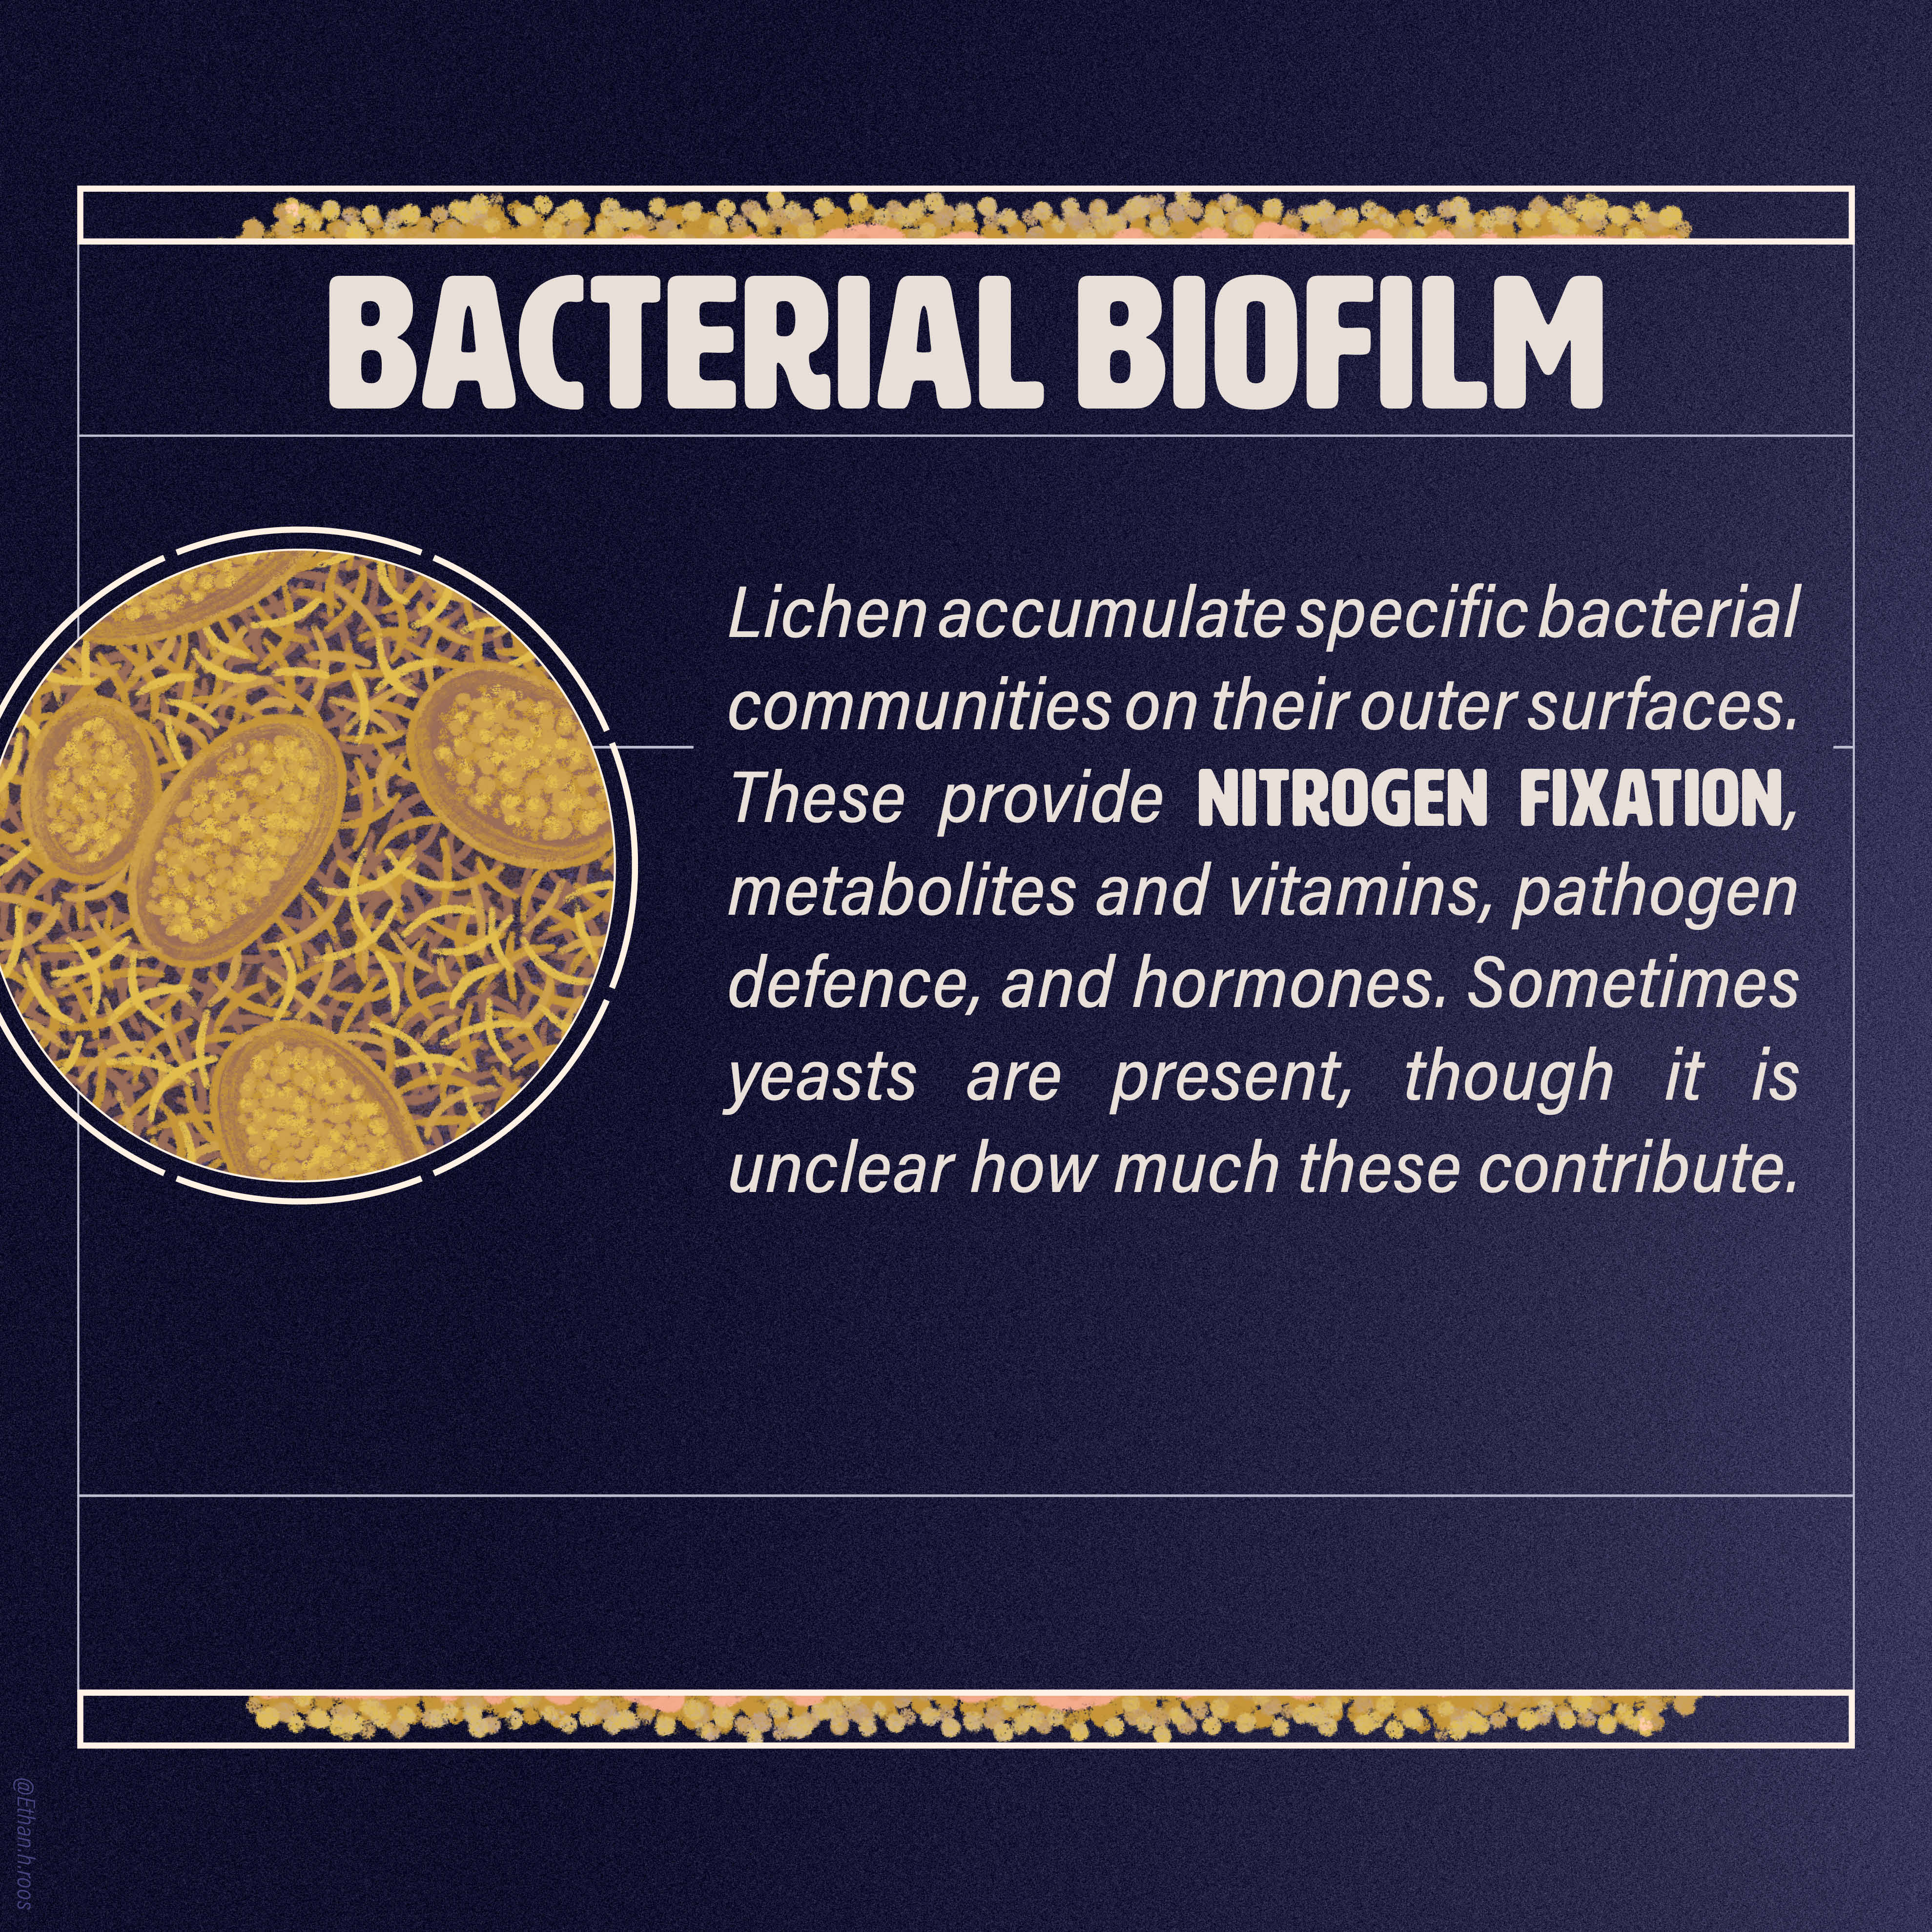 BACTERIAL BIOFILM
Lichen accumulate specific bacterial
communities on their outer surfaces.
These provide NITROGEN FIXATION,
metabolites and vitamins, pathogen
defence, and hormones. Sometimes
yeasts are present, though it is
unclear how much these contribute.
@Ethan.h.roos